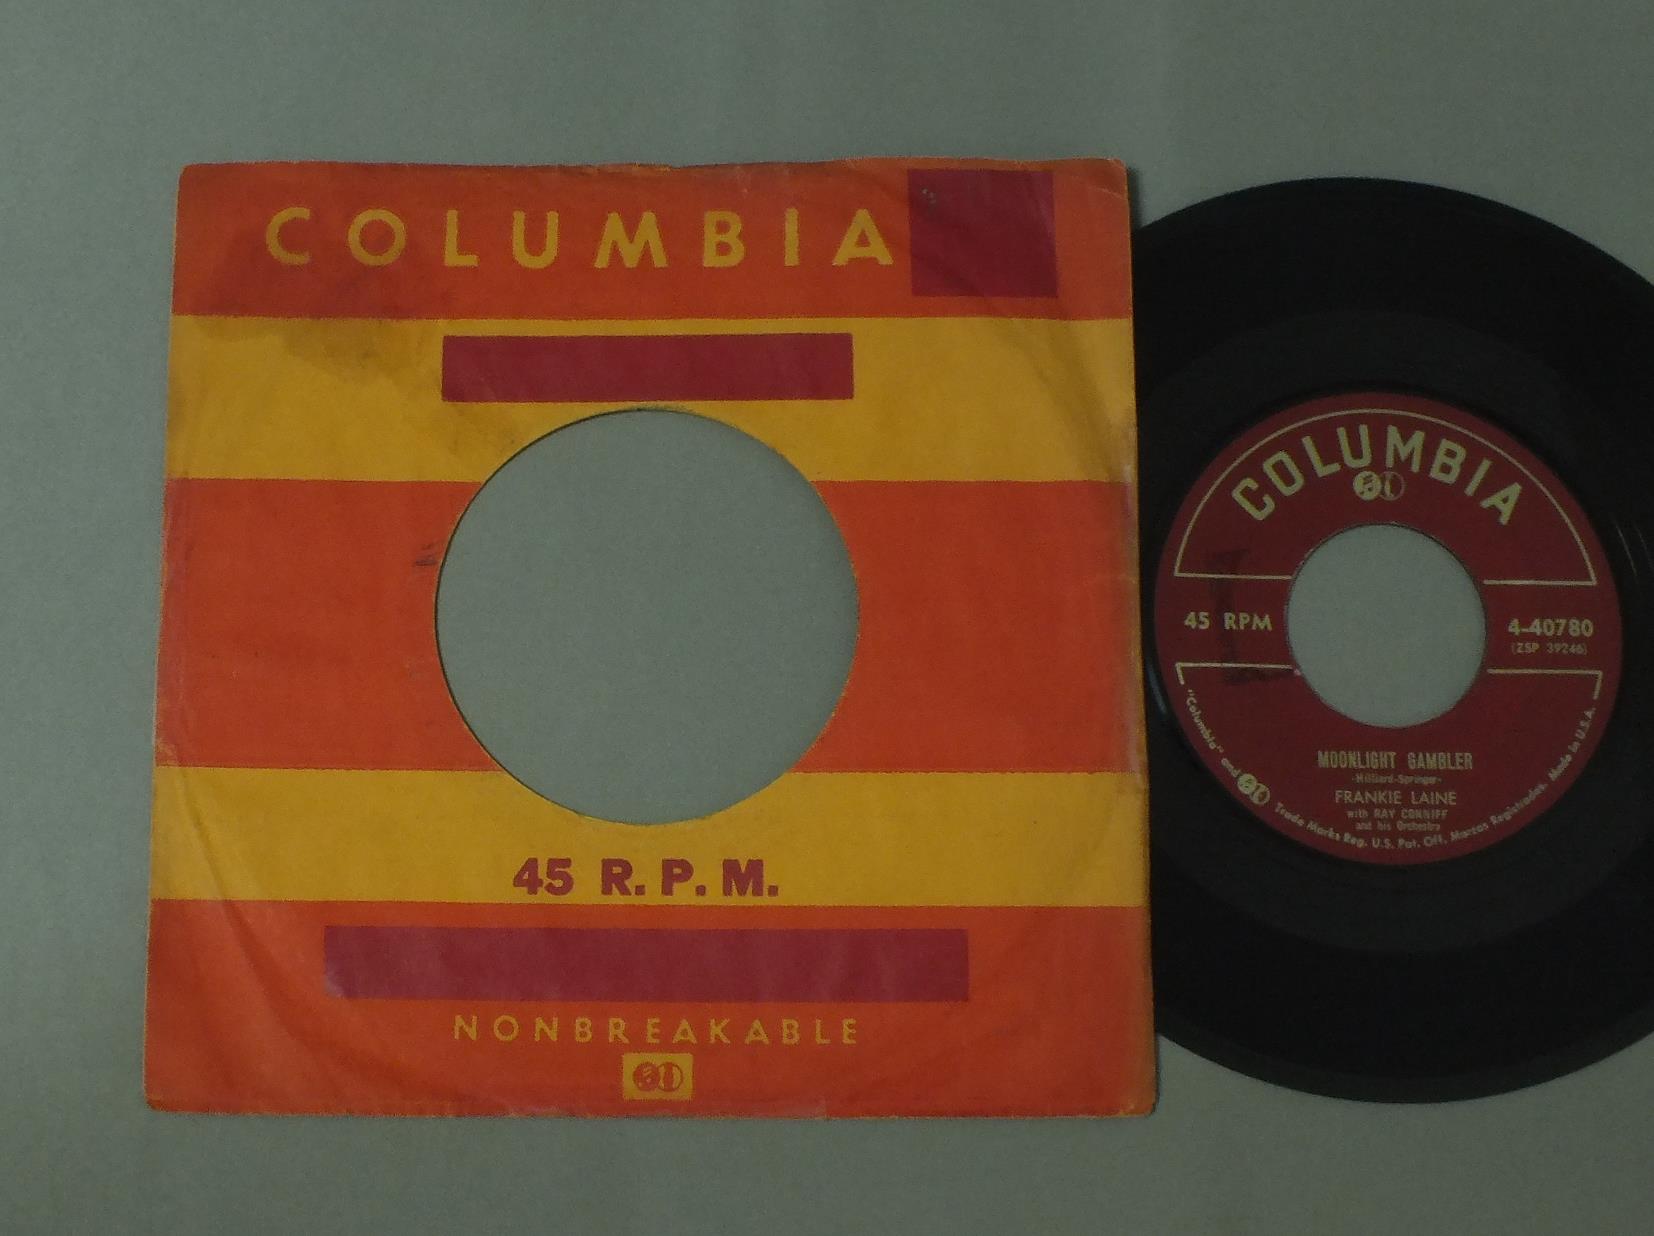 COLUMBIA
45 R.P.M.
NONBREAKABLE
COLUMBIA
45 RPM
4-40780
(ZSP 39246)
MOONLIGHT GAMBLER
-Hilliard-Springer-
FRANKIE LAINE
with RAY CONNIFF
and his Orchestra
"Columbia" and Trade Marks Reg. U.S. Pat. Off. Marcas Registradas. Made in U.S.A.